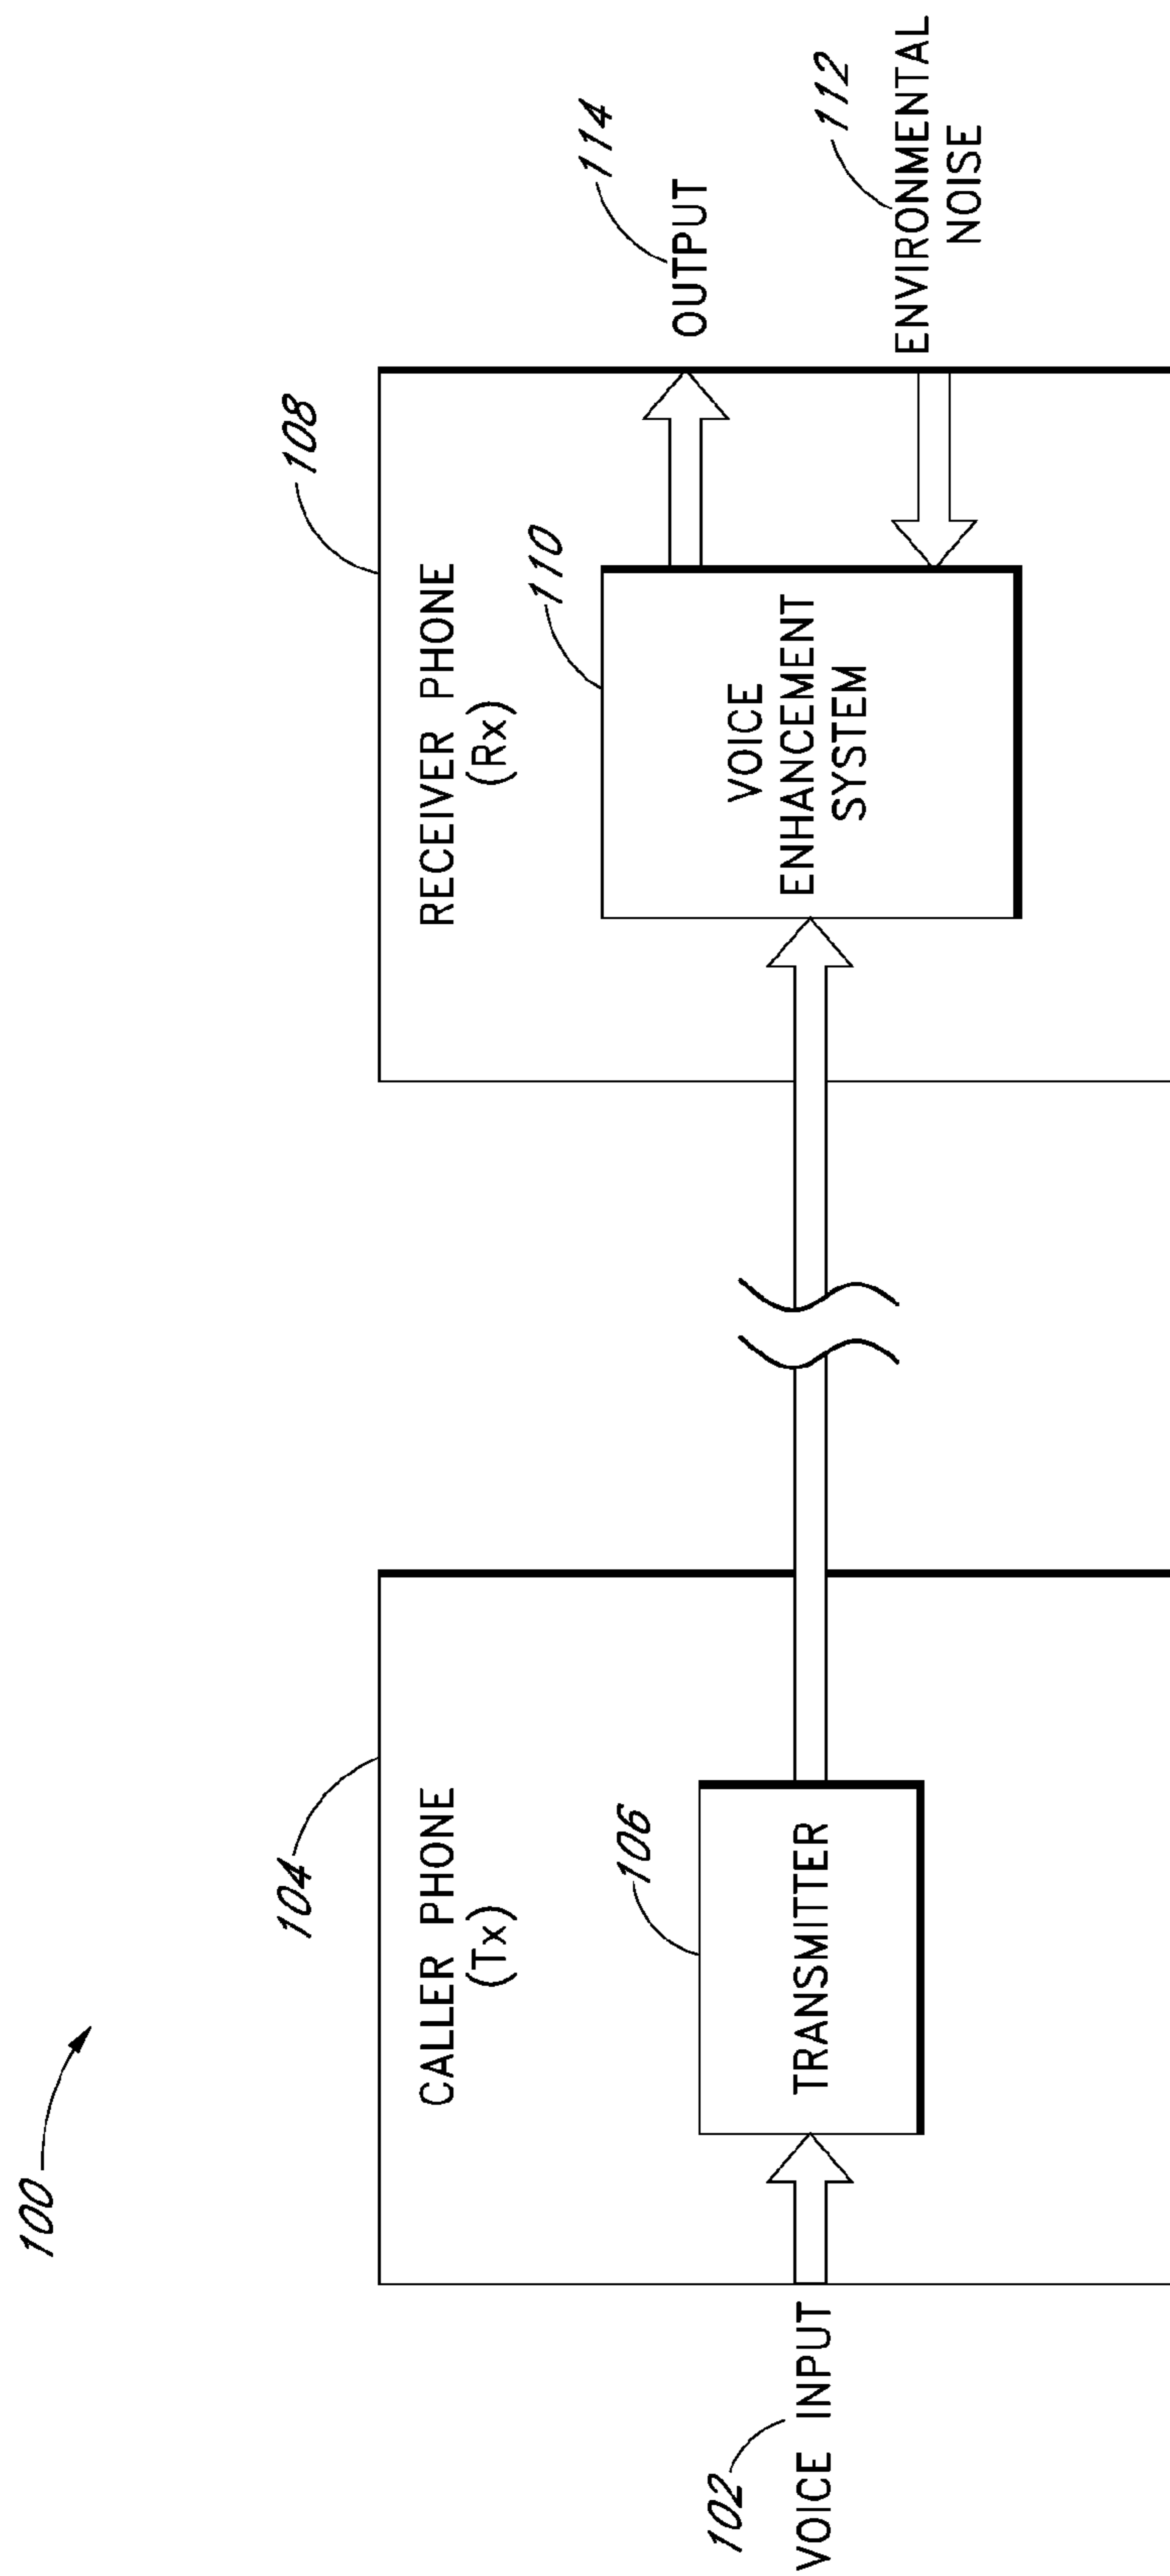 100
104
108
CALLER PHONE
(Tx)
RECEIVER PHONE
(Rx)
106
110
114
102
VOICE INPUT
TRANSMITTER
VOICE
ENHANCEMENT
SYSTEM
OUTPUT
112
ENVIRONMENTAL
NOISE